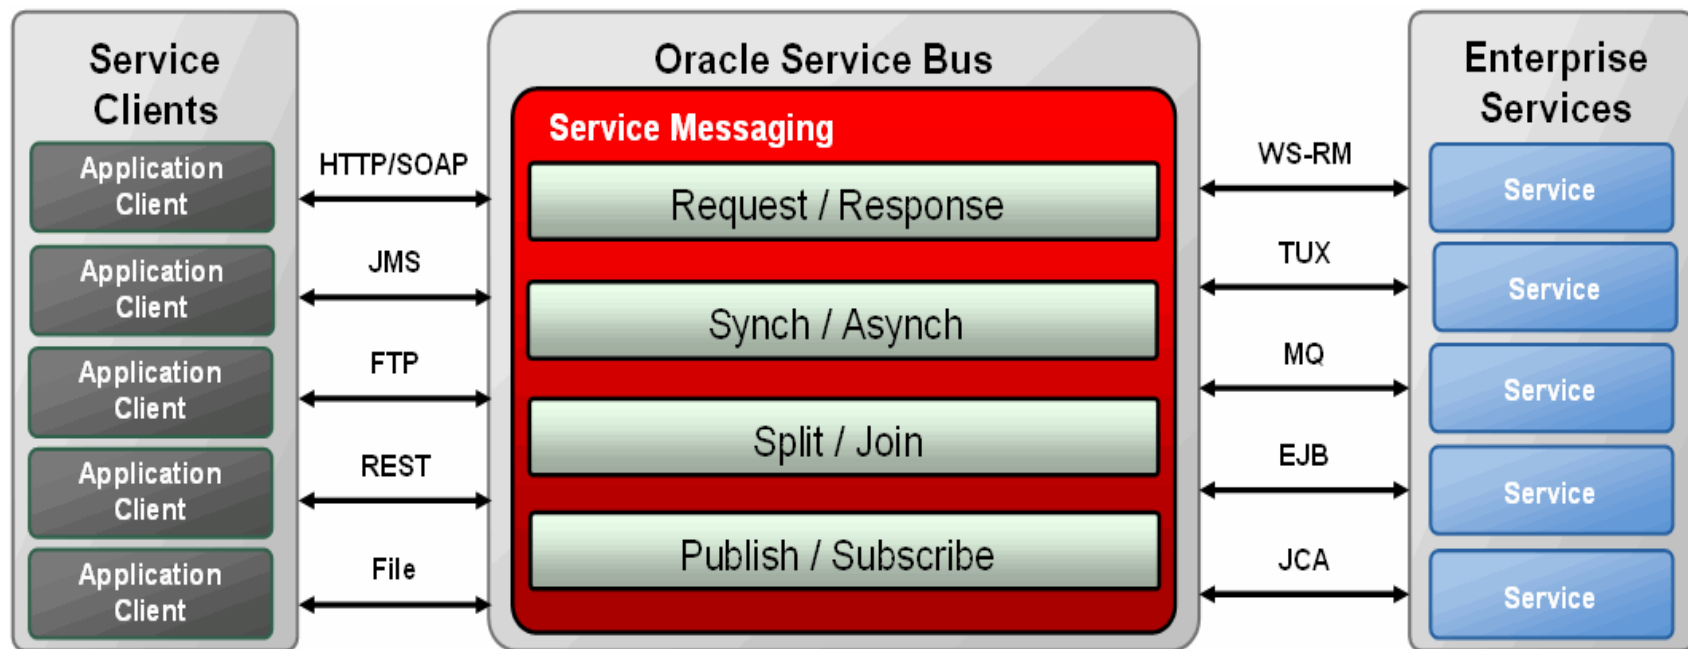 Service
Clients
Application
Client
Application
Client
Application
Client
Application
Client
Application
Client
HTTP/SOAP
JMS
FTP
REST
File
Oracle Service Bus
Service Messaging
Request / Response
Synch / Asynch
Split / Join
Publish / Subscribe
WS-RM
TUX
MQ
EJB
JCA
Enterprise
Services
Service
Service
Service
Service
Service